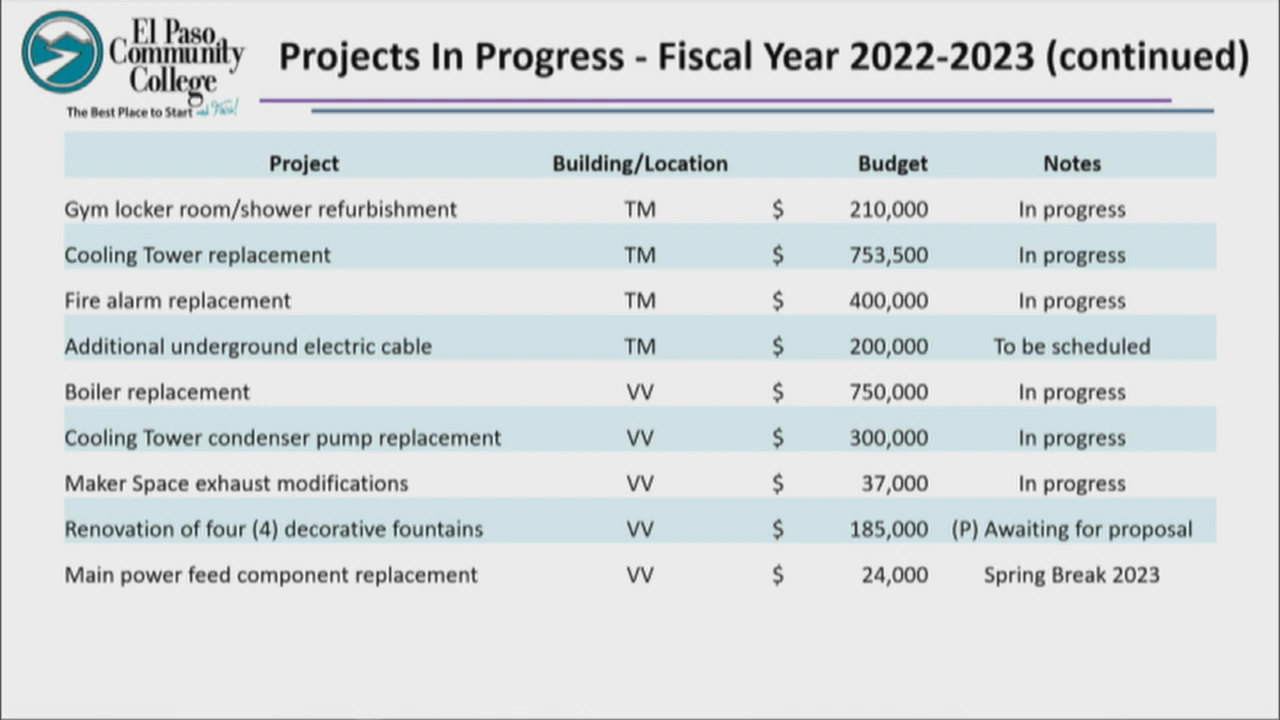 El Paso
Community
College
The Best Place to Start and Finish!
Projects In Progress - Fiscal Year 2022-2023 (continued)
Project Building/Location Budget Notes
Gym locker room/shower refurbishment TM $ 210,000 In progress
Cooling Tower replacement TM $ 753,500 In progress
Fire alarm replacement TM $ 400,000 In progress
Additional underground electric cable TM $ 200,000 To be scheduled
Boiler replacement VV $ 750,000 In progress
Cooling Tower condenser pump replacement VV $ 300,000 In progress
Maker Space exhaust modifications VV $ 37,000 In progress
Renovation of four (4) decorative fountains VV $ 185,000 (P) Awaiting for proposal
Main power feed component replacement VV $ 24,000 Spring Break 2023